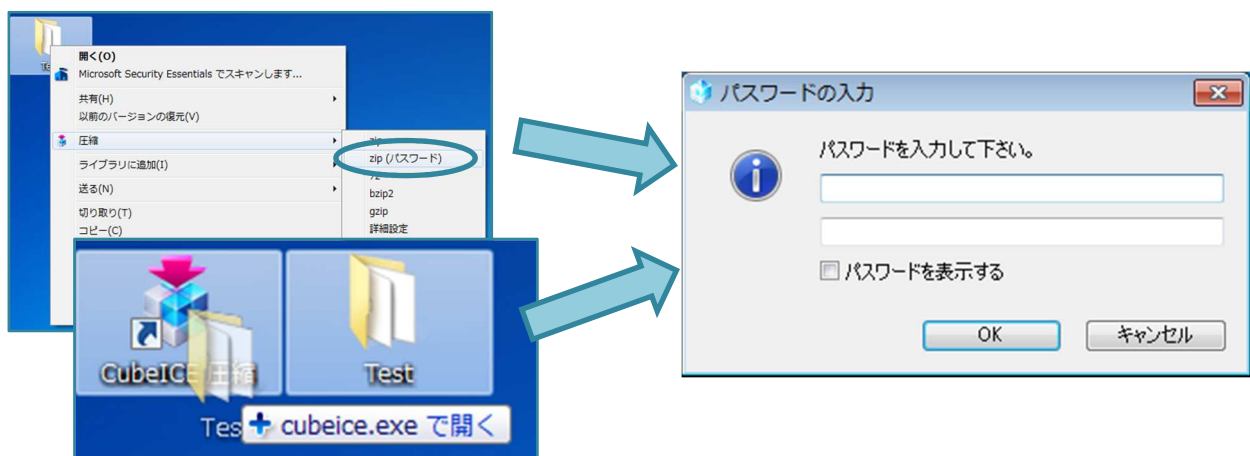 開く(O)
Microsoft Security Essentials でスキャンします...
共有(H)
以前のバージョンの復元(V)
圧縮
ライブラリに追加(I)
送る(N)
切り取り(T)
コピー(C)
zip
zip (パスワード)
7z
bzip2
gzip
詳細設定
CubeICE 圧縮
Test
cubeice.exe で開く
パスワードの入力
パスワードを入力して下さい。
パスワードを表示する
OK
キャンセル